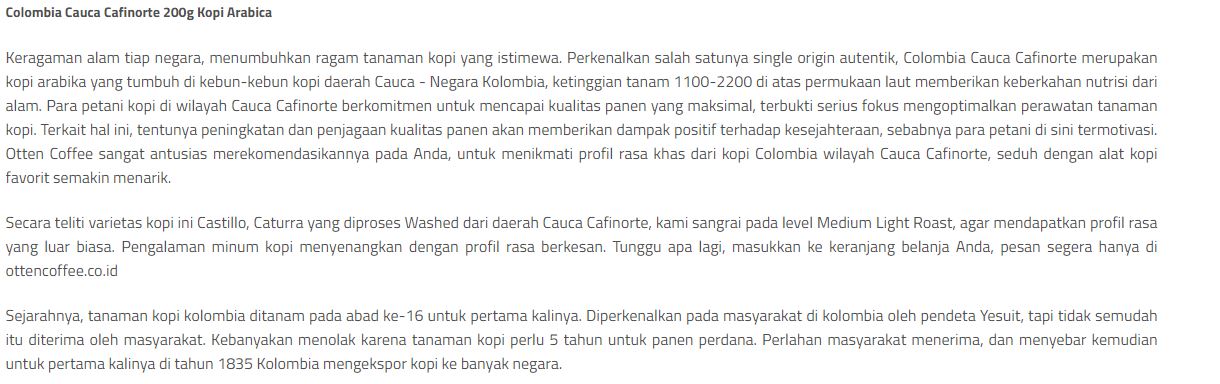 Colombia Cauca Cafinorte 200g Kopi Arabica
Keragaman alam tiap negara, menumbuhkan ragam tanaman kopi yang istimewa. Perkenalkan salah satunya single origin autentik, Colombia Cauca Cafinorte merupakan
kopi arabika yang tumbuh di kebun-kebun kopi daerah Cauca - Negara Kolombia, ketinggian tanam 1100-2200 di atas permukaan laut memberikan keberkahan nutrisi dari
alam. Para petani kopi di wilayah Cauca Cafinorte berkomitmen untuk mencapai kualitas panen yang maksimal, terbukti serius fokus mengoptimalkan perawatan tanaman
kopi. Terkait hal ini, tentunya peningkatan dan penjagaan kualitas panen akan memberikan dampak positif terhadap kesejahteraan, sebabnya para petani di sini termotivasi.
Otten Coffee sangat antusias merekomendasikannya pada Anda, untuk menikmati profil rasa khas dari kopi Colombia wilayah Cauca Cafinorte, seduh dengan alat kopi
favorit semakin menarik.
Secara teliti varietas kopi ini Castillo, Caturra yang diproses Washed dari daerah Cauca Cafinorte, kami sangrai pada level Medium Light Roast, agar mendapatkan profil rasa
yang luar biasa. Pengalaman minum kopi menyenangkan dengan profil rasa berkesan. Tunggu apa lagi, masukkan ke keranjang belanja Anda, pesan segera hanya di
ottencoffee.co.id
Sejarahnya, tanaman kopi kolombia ditanam pada abad ke-16 untuk pertama kalinya. Diperkenalkan pada masyarakat di kolombia oleh pendeta Yesuit, tapi tidak semudah
itu diterima oleh masyarakat. Kebanyakan menolak karena tanaman kopi perlu 5 tahun untuk panen perdana. Perlahan masyarakat menerima, dan menyebar kemudian
untuk pertama kalinya di tahun 1835 Kolombia mengekspor kopi ke banyak negara.